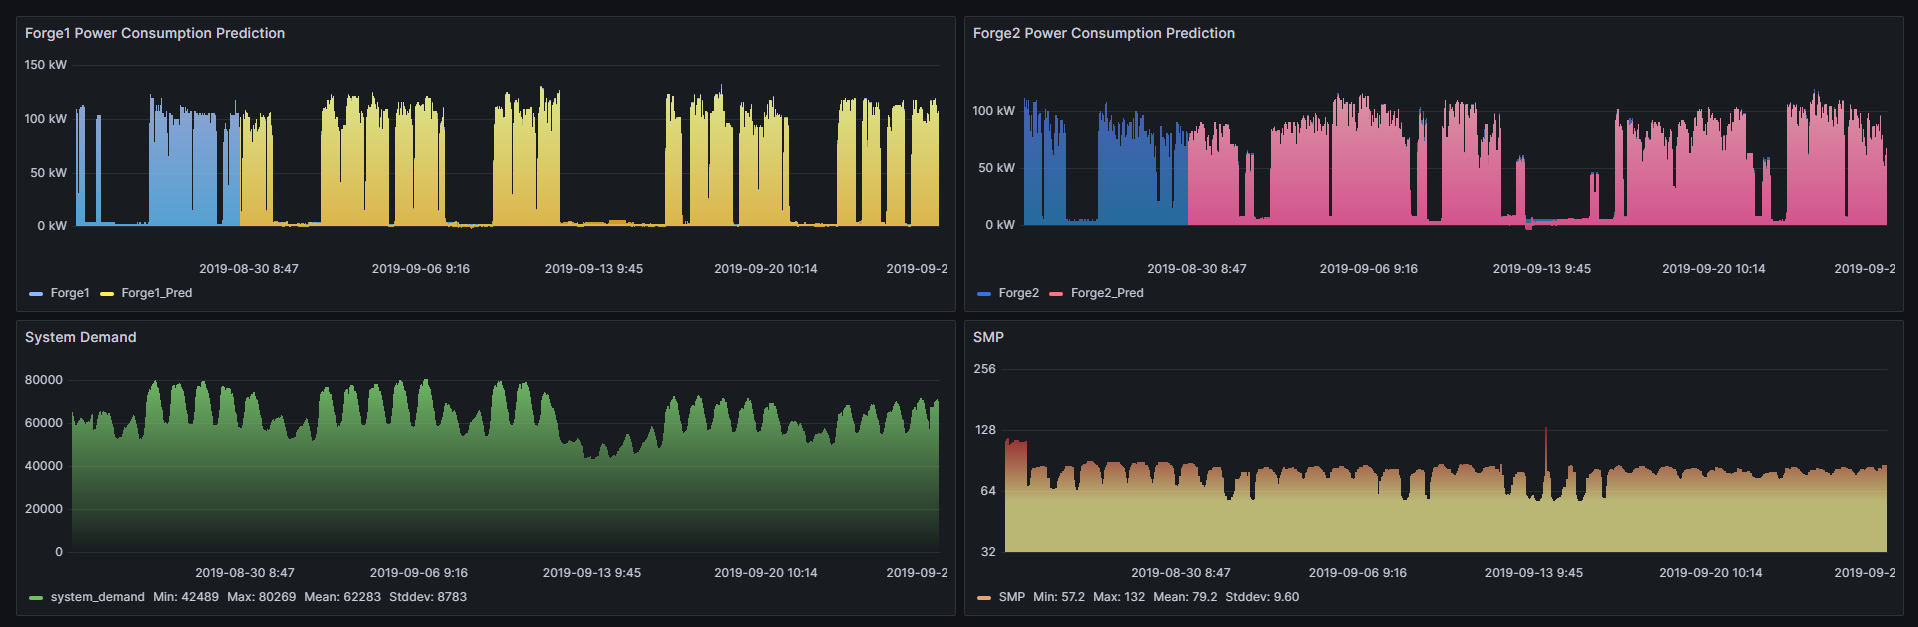 Forge1 Power Consumption Prediction
150 kW
100 kW
50 kW
0 kW
2019-08-30 8:47 2019-09-06 9:16 2019-09-13 9:45 2019-09-20 10:14 2019-09-2
Forge1 Forge1_Pred
Forge2 Power Consumption Prediction
100 kW
50 kW
0 kW
2019-08-30 8:47 2019-09-06 9:16 2019-09-13 9:45 2019-09-20 10:14 2019-09-2
Forge2 Forge2_Pred
System Demand
80000
60000
40000
20000
0
2019-08-30 8:47 2019-09-06 9:16 2019-09-13 9:45 2019-09-20 10:14 2019-09-2
system_demand Min: 42489 Max: 80269 Mean: 62283 Stddev: 8783
SMP
256
128
64
32
2019-08-30 8:47 2019-09-06 9:16 2019-09-13 9:45 2019-09-20 10:14 2019-09-2
SMP Min: 57.2 Max: 132 Mean: 79.2 Stddev: 9.60